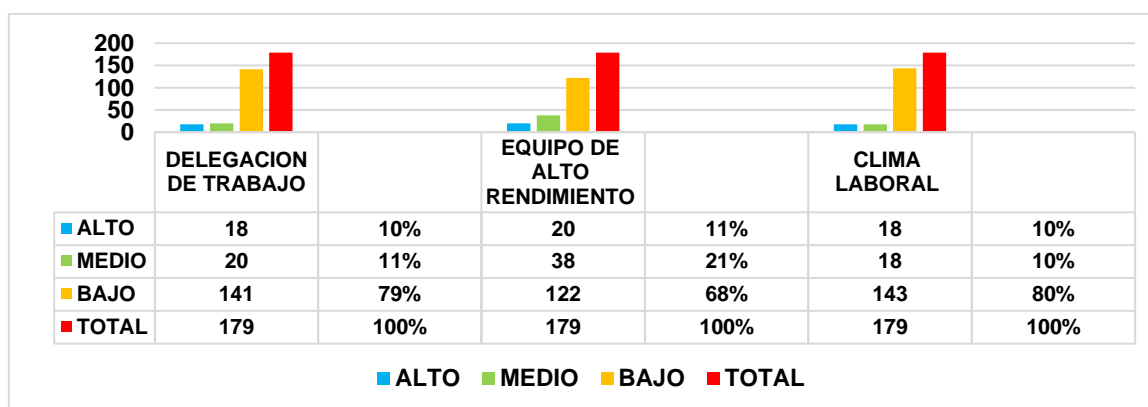 200
150
100
50
0
DELEGACION DE TRABAJO EQUIPO DE ALTO RENDIMIENTO CLIMA LABORAL
ALTO 18 10% 20 11% 18 10%
MEDIO 20 11% 38 21% 18 10%
BAJO 141 79% 122 68% 143 80%
TOTAL 179 100% 179 100% 179 100%
ALTO MEDIO BAJO TOTAL